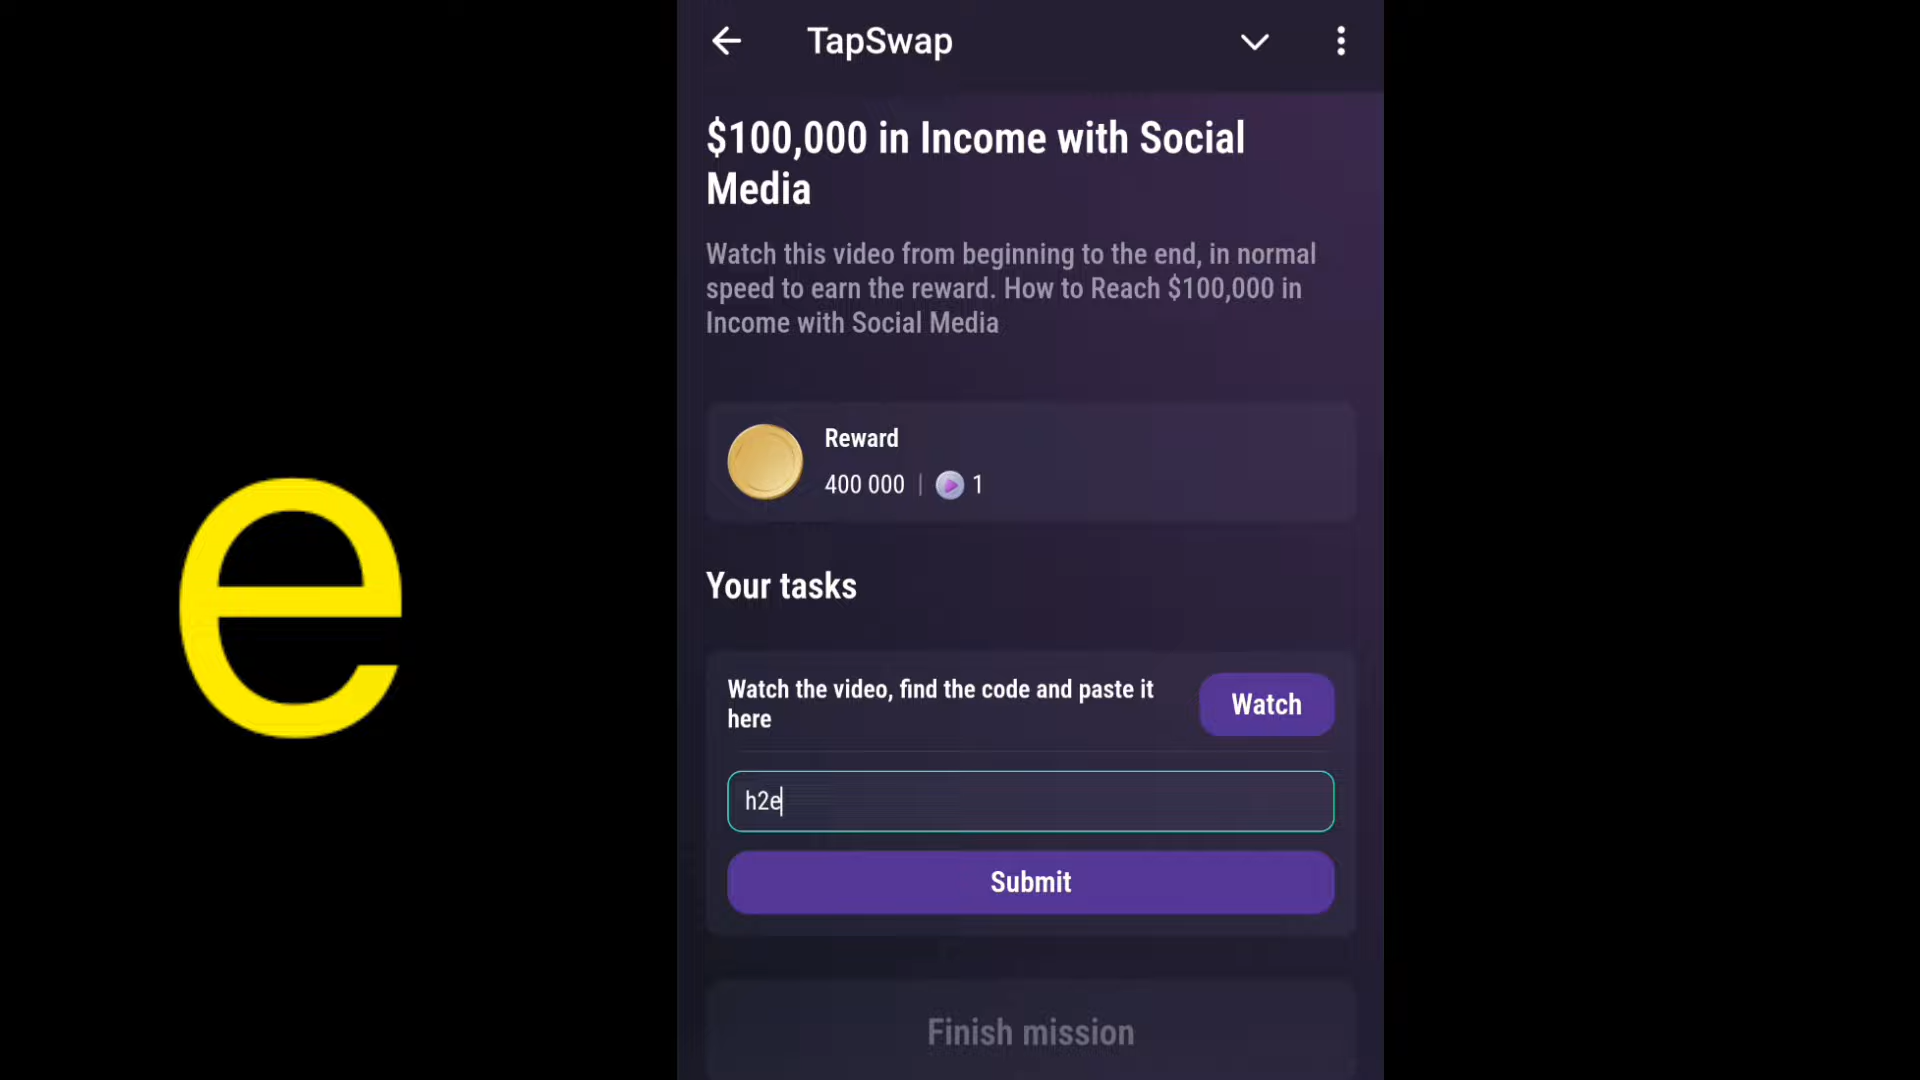 TapSwap
$100,000 in Income with Social
Media
Watch this video from beginning to the end, in normal
speed to earn the reward. How to Reach $100,000 in
Income with Social Media
Reward
400 000 | 1
e
Your tasks
Watch the video, find the code and paste it
here
Watch
h2e
Submit
Finish mission